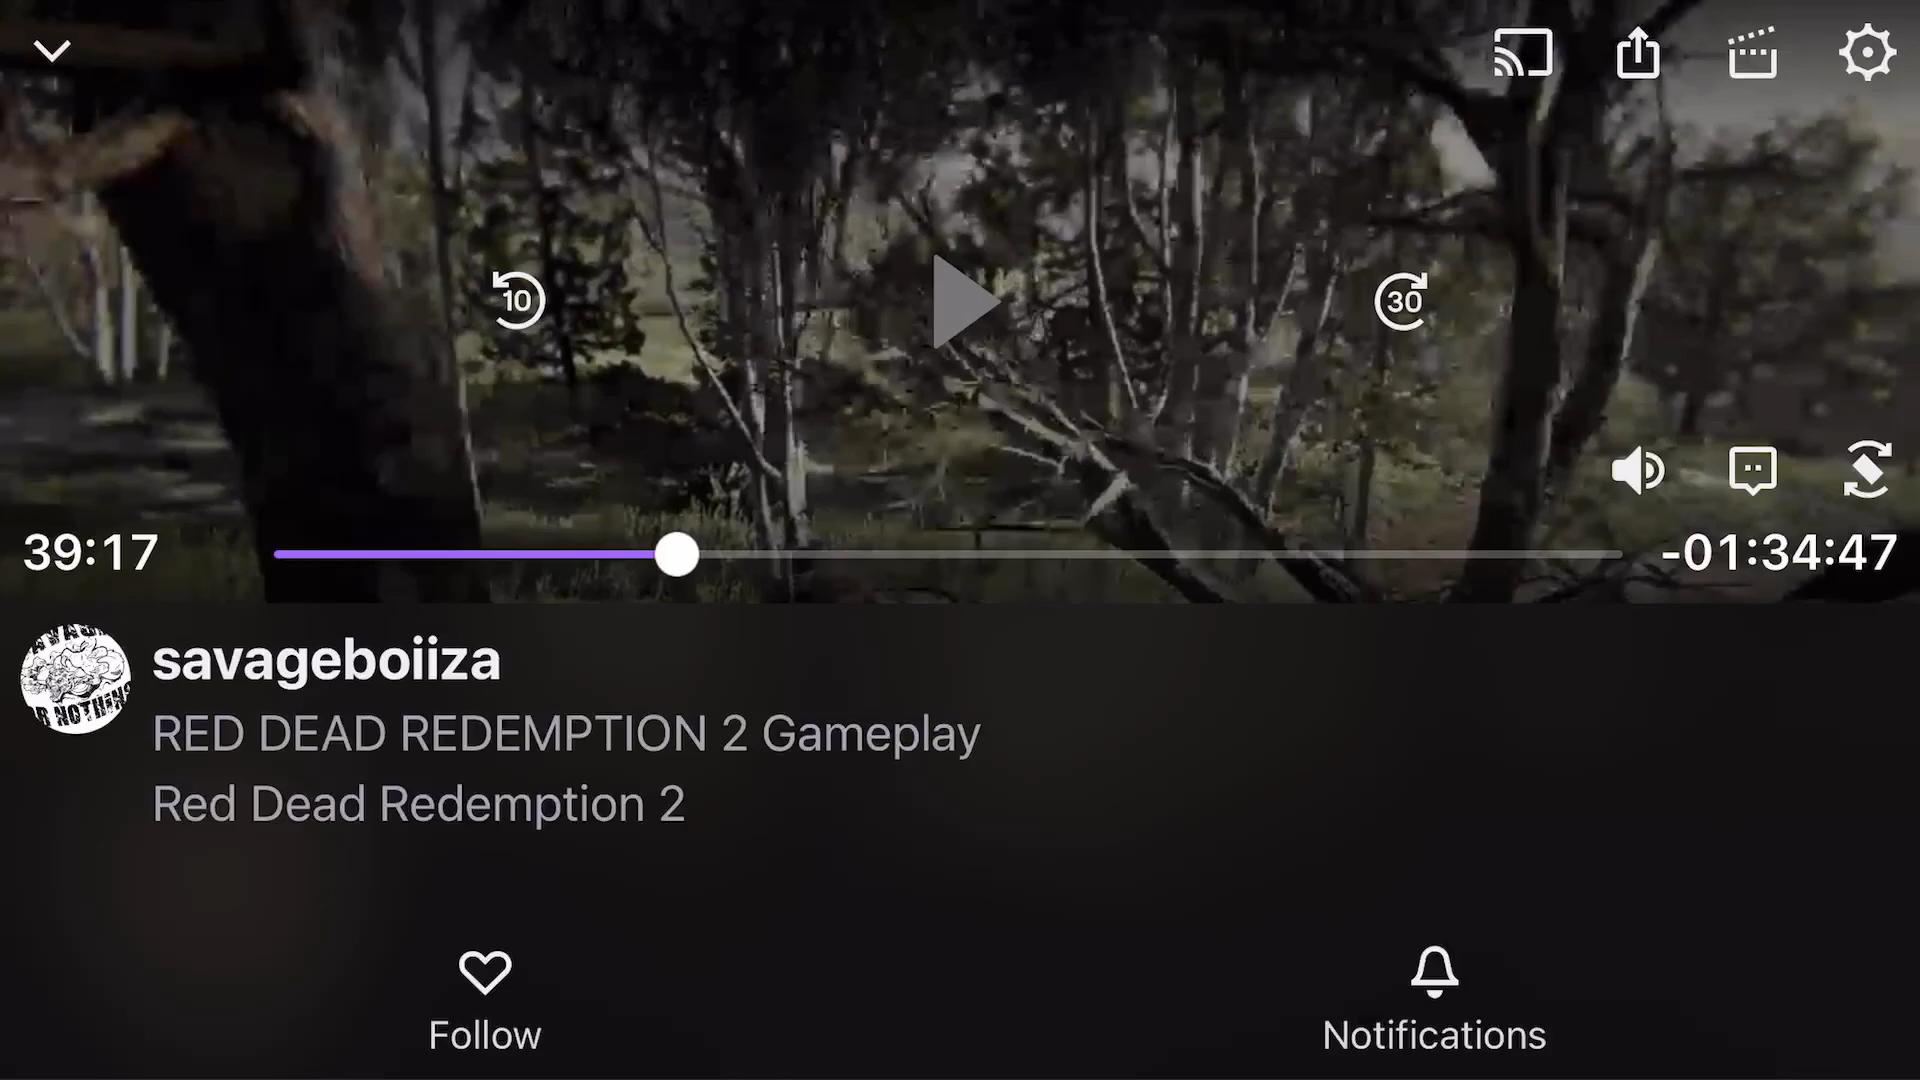 10
30
39:17
-01:34:47
savageboiiza
RED DEAD REDEMPTION 2 Gameplay
Red Dead Redemption 2
Follow
Notifications